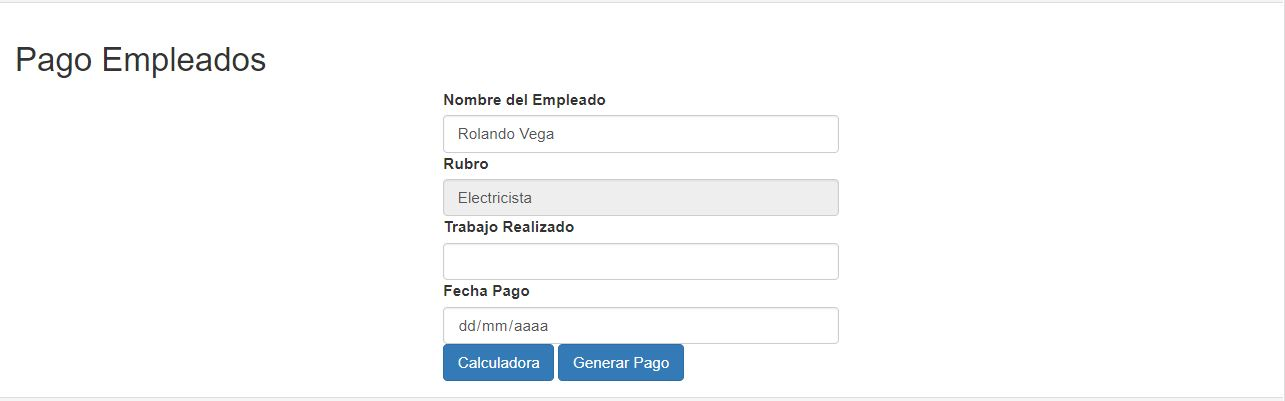 Pago Empleados
Nombre del Empleado
Rolando Vega
Rubro
Electricista
Trabajo Realizado
Fecha Pago
dd/mm/aaaa
Calculadora Generar Pago